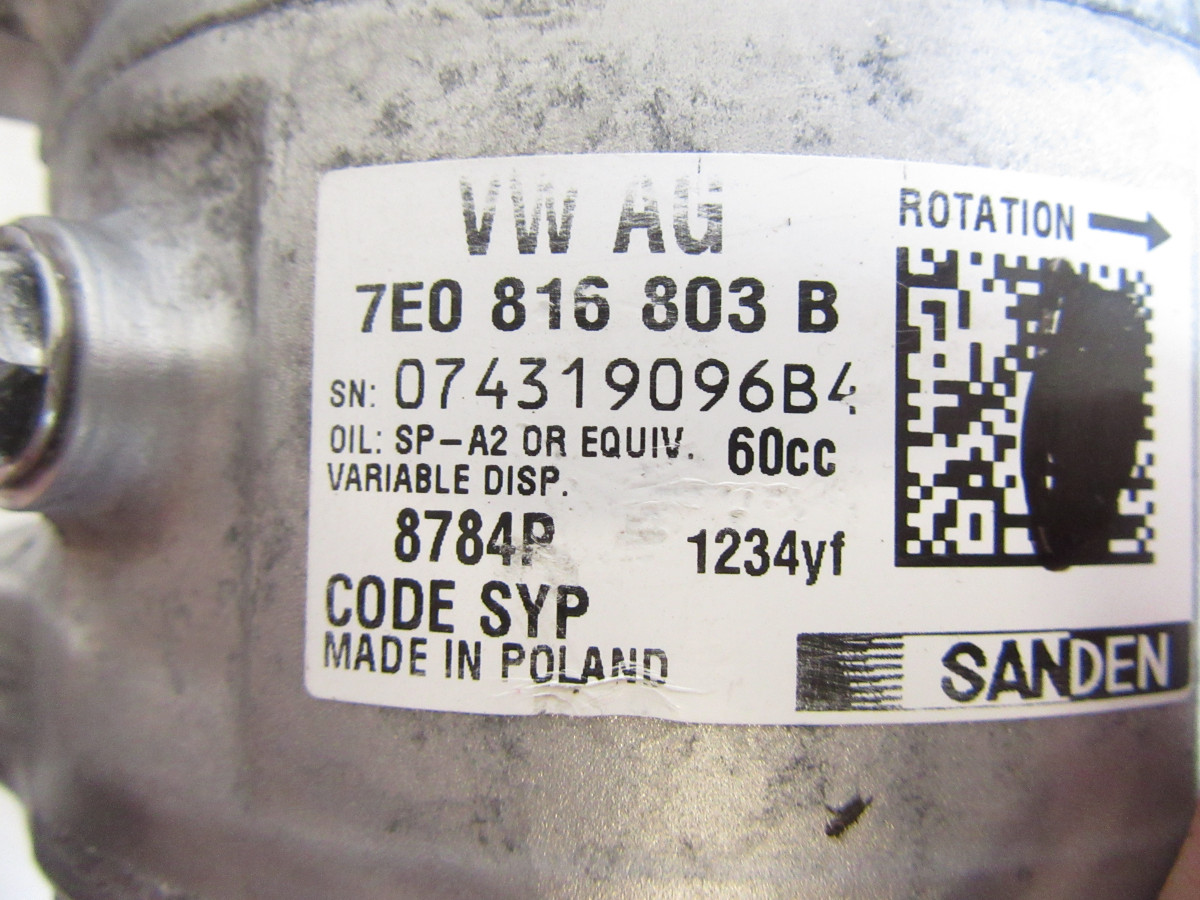 VW AG
ROTATION
7E0 816 803 B
SN: 074319096B4
OIL: SP-A2 OR EQUIV. 60cc
VARIABLE DISP.
8784P 1234yf
CODE SYP
MADE IN POLAND
SANDEN